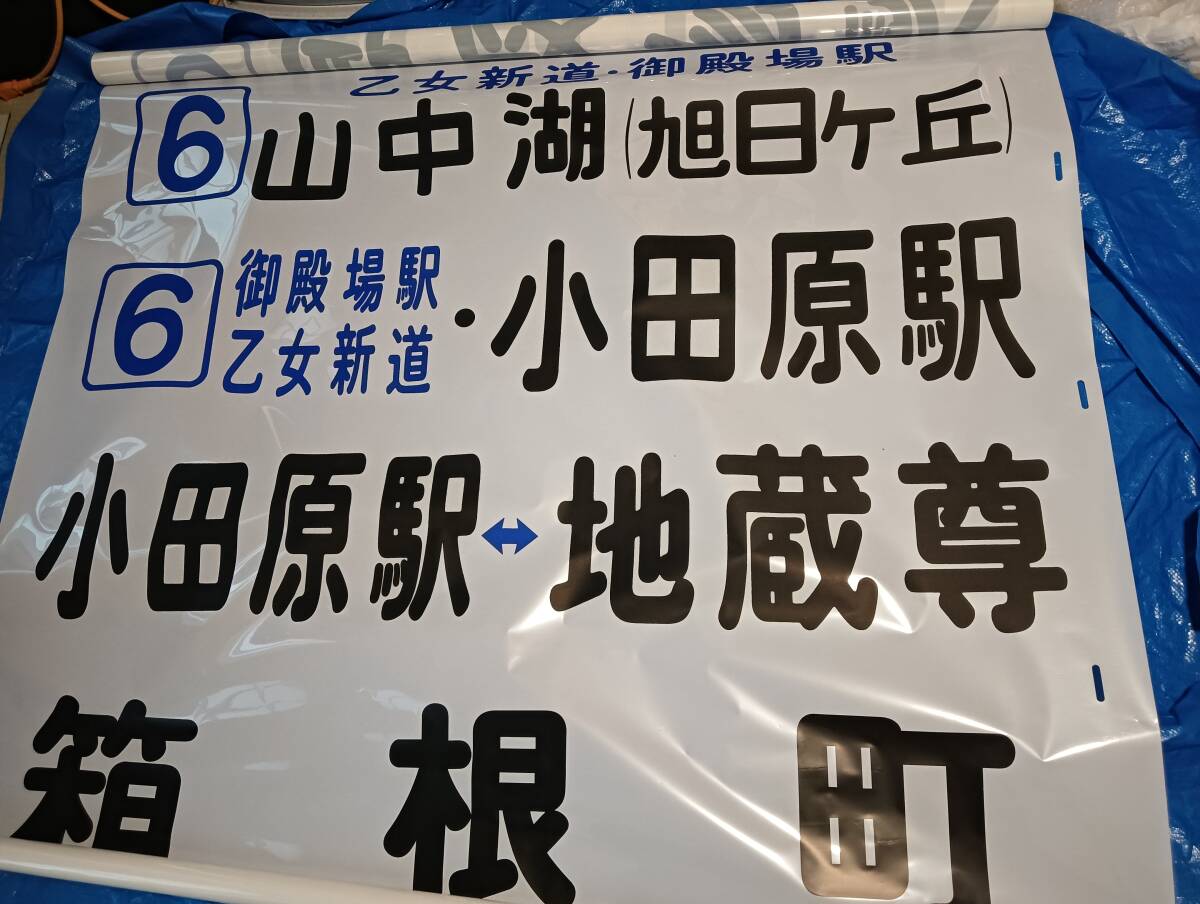 乙女新道・御殿場駅
6 山中湖(旭日ヶ丘)
6 御殿場駅
乙女新道・小田原駅
小田原駅↔地蔵尊
箱根町